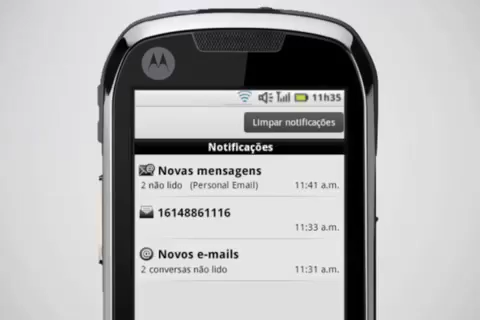 11h35
Limpar notificações
Notificações
Novas mensagens
2 não lido (Personal Email) 11:41 a.m.
16148861116
11:33 a.m.
Novos e-mails
2 conversas não lido 11:31 a.m.